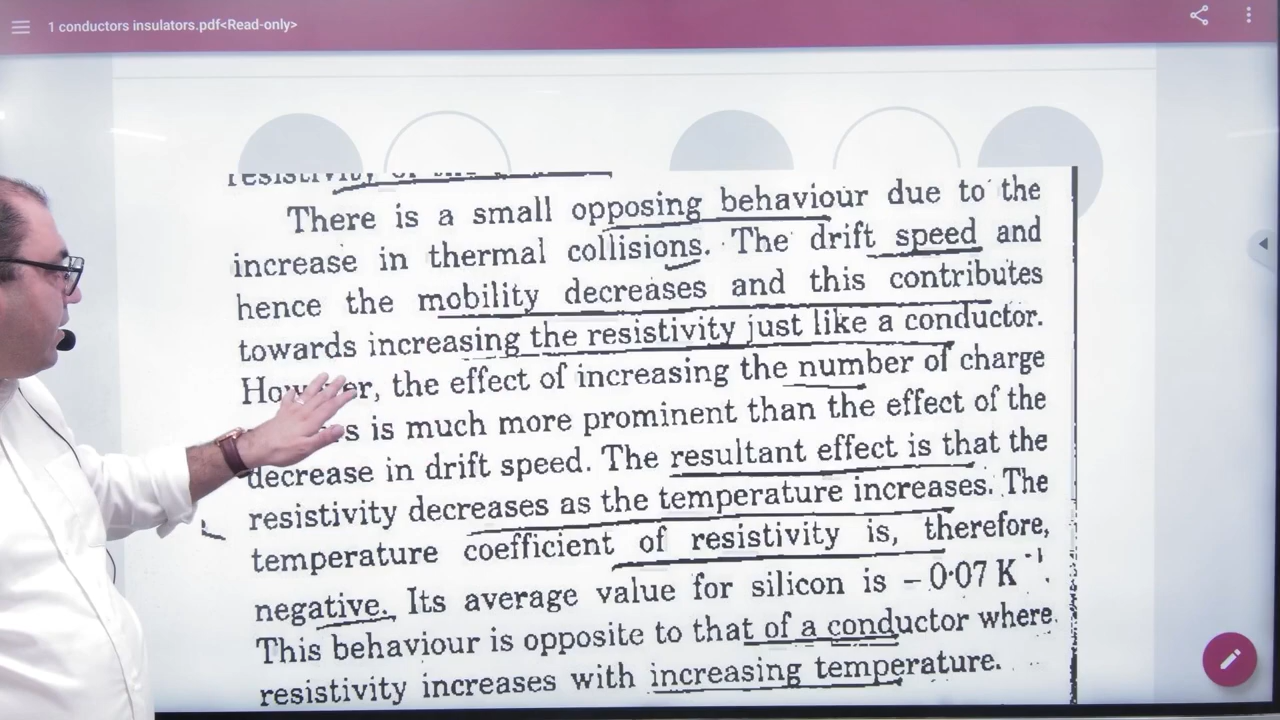 1 conductors insulators.pdf<Read-only>
resistivity of the
There is a small opposing behaviour due to the
increase in thermal collisions. The drift speed and
hence the mobility decreases and this contributes
towards increasing the resistivity just like a conductor.
However, the effect of increasing the number of charge
is much more prominent than the effect of the
decrease in drift speed. The resultant effect is that the
resistivity decreases as the temperature increases. The
temperature coefficient of resistivity is, therefore,
negative. Its average value for silicon is – 0·07 K⁻¹.
This behaviour is opposite to that of a conductor where
resistivity increases with increasing temperature.